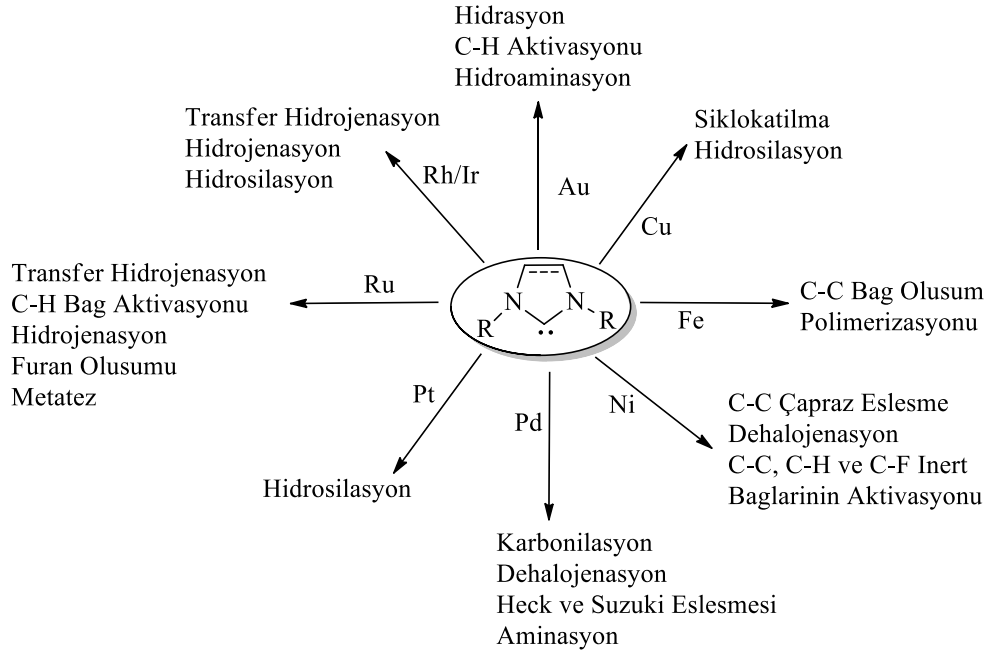 Hidrasyon
C-H Aktivasyonu
Hidroaminasyon
Transfer Hidrojenasyon
Hidrojenasyon
Hidrosilasyon
Siklokatilma
Hidrosilasyon
Rh/Ir
Au
Cu
Transfer Hidrojenasyon
C-H Bag Aktivasyonu
Hidrojenasyon
Furan Olusumu
Metatez
Ru
N
N
R
R
Fe
C-C Bag Olusum
Polimerizasyonu
Pt
Pd
Ni
C-C Çapraz Eslesme
Dehalojenasyon
C-C, C-H ve C-F Inert
Baglarinin Aktivasyonu
Hidrosilasyon
Karbonilasyon
Dehalojenasyon
Heck ve Suzuki Eslesmesi
Aminasyon